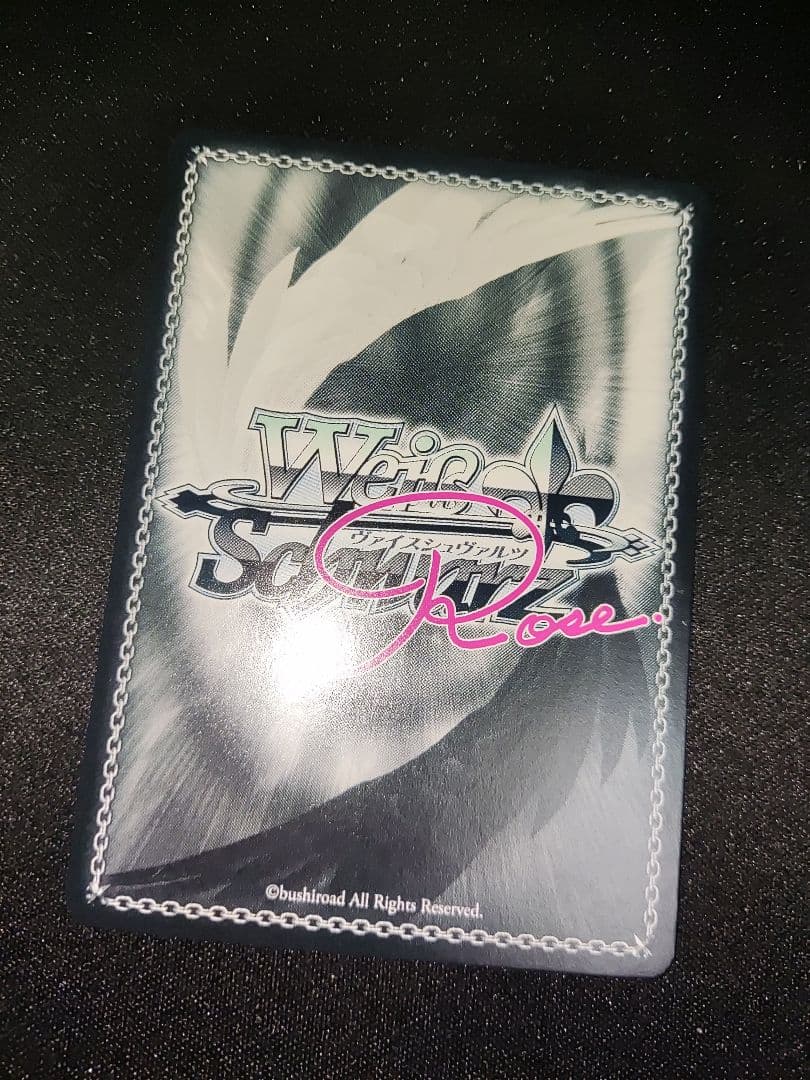 Weiß
ヴァイスシュヴァルツ
Schwarz
Rose.
©bushiroad All Rights Reserved.